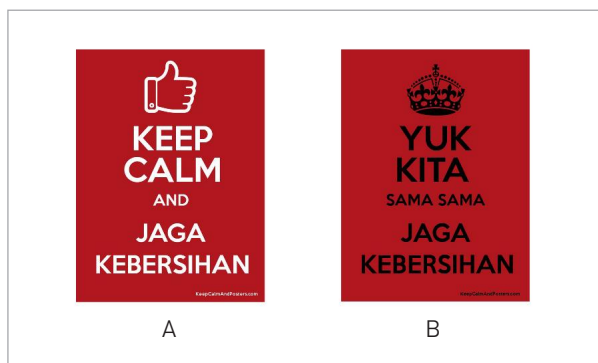 KEEP
CALM
AND
JAGA
KEBERSIHAN
KeepCalmAndPosters.com
A
YUK
KITA
SAMA SAMA
JAGA
KEBERSIHAN
KeepCalmAndPosters.com
B